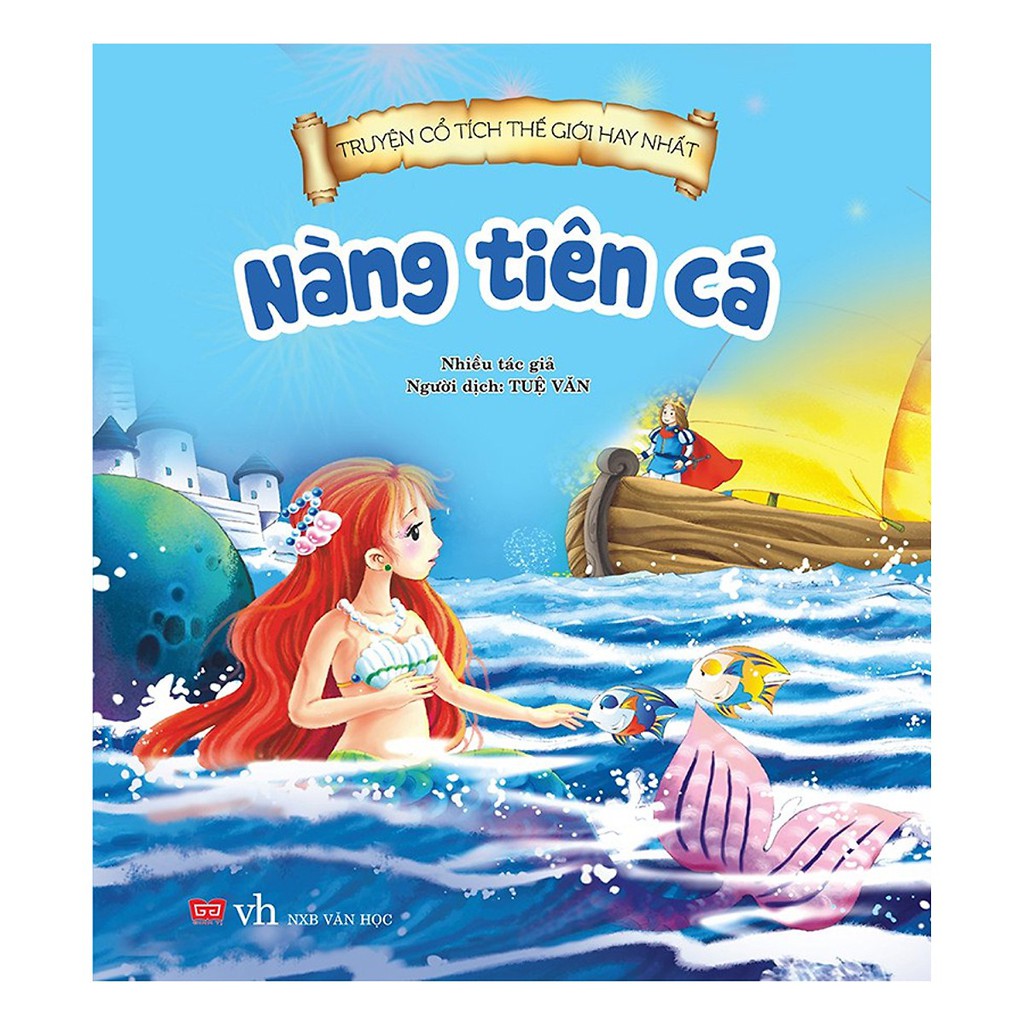 TRUYỆN CỔ TÍCH THẾ GIỚI HAY NHẤT
Nàng tiên cá
Nhiều tác giả
Người dịch: TUỆ VĂN
vh NXB VĂN HỌC